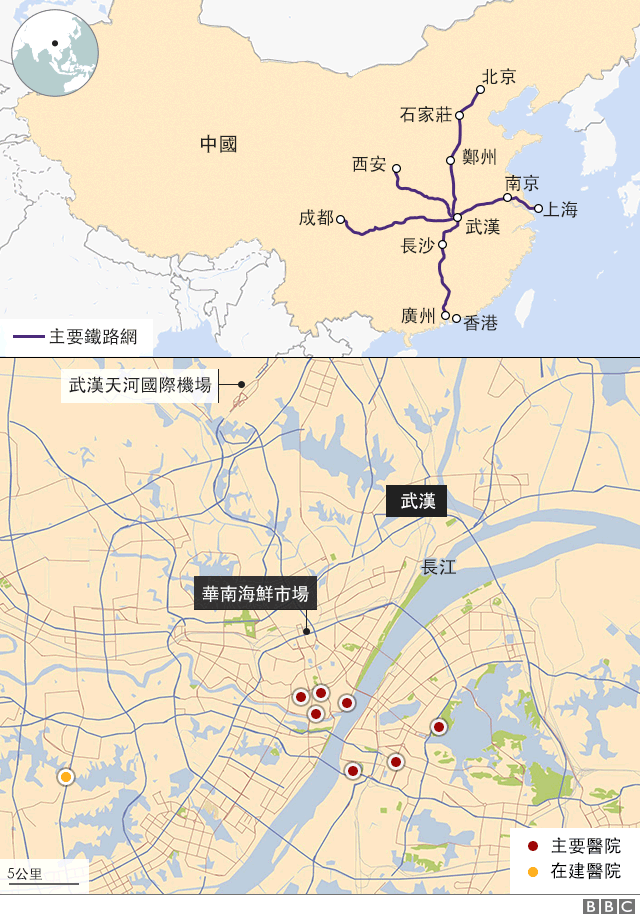 北京
石家莊
中國
鄭州
西安
南京
成都
上海
武漢
長沙
廣州
香港
主要鐵路網
武漢天河國際機場
武漢
長江
華南海鮮市場
主要醫院
在建醫院
5公里
BBC